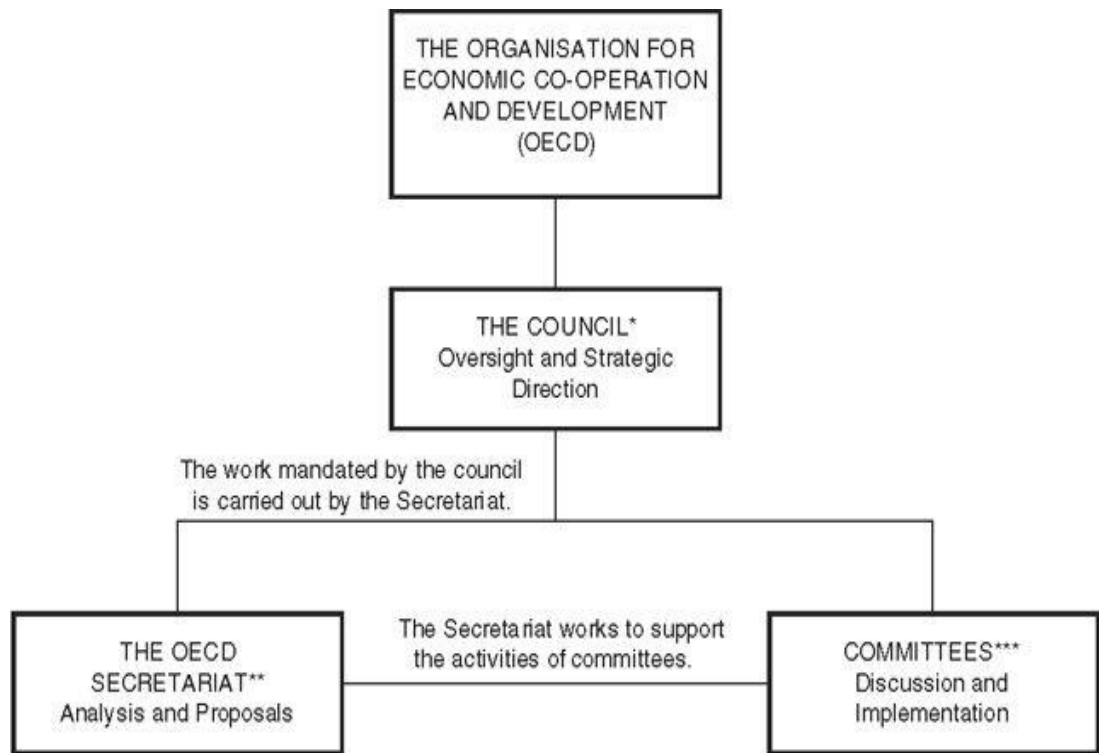 THE ORGANISATION FOR
ECONOMIC CO-OPERATION
AND DEVELOPMENT
(OECD)
THE COUNCIL*
Oversight and Strategic
Direction
The work mandated by the council
is carried out by the Secretariat.
THE OECD
SECRETARIAT**
Analysis and Proposals
The Secretariat works to support
the activities of committees.
COMMITTEES***
Discussion and
Implementation